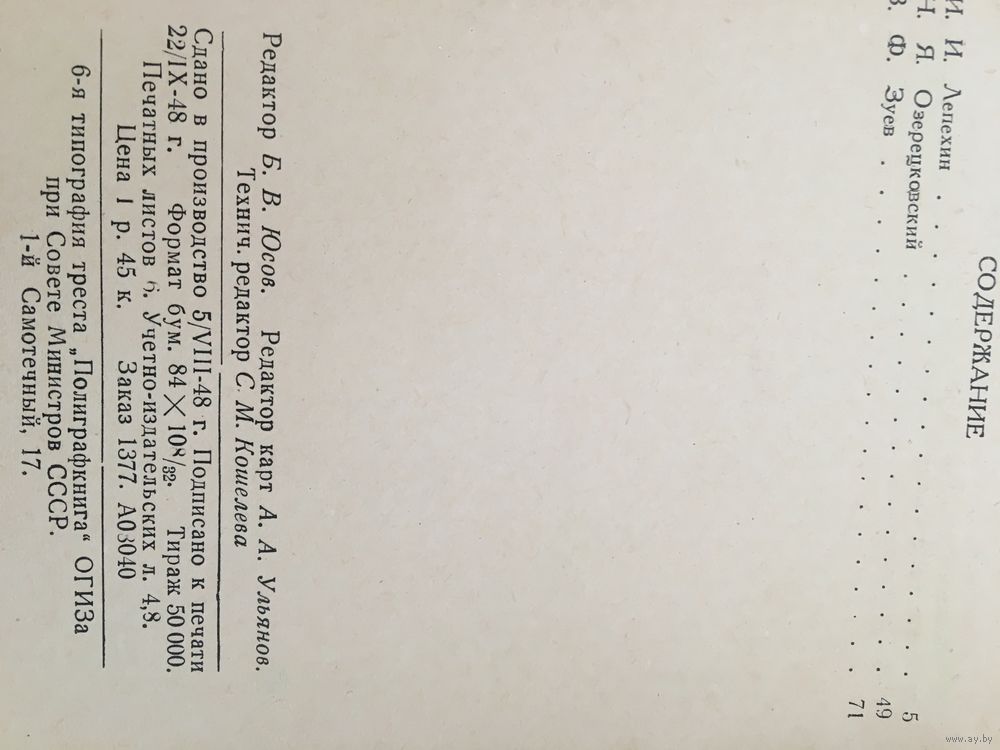 СОДЕРЖАНИЕ
И. И. Лепехин . . . . . . . . . . . . 5
Н. Я. Озерецковский . . . . . . . . . . 49
В. Ф. Зуев . . . . . . . . . . . . . 71
Редактор Б. В. Юсов. Редактор карт А. А. Ульянов.
Технич. редактор С. М. Кошелева
Сдано в производство 5/VIII-48 г. Подписано к печати
22/IX-48 г. Формат бум. 84 × 108/32. Тираж 50 000.
Печатных листов 6. Учетно-издательских л. 4,8.
Цена 1 р. 45 к. Заказ 1377. А03040
6-я типография треста „Полиграфкнига“ ОГИЗа
при Совете Министров СССР.
1-й Самотечный, 17.
www.ay.by